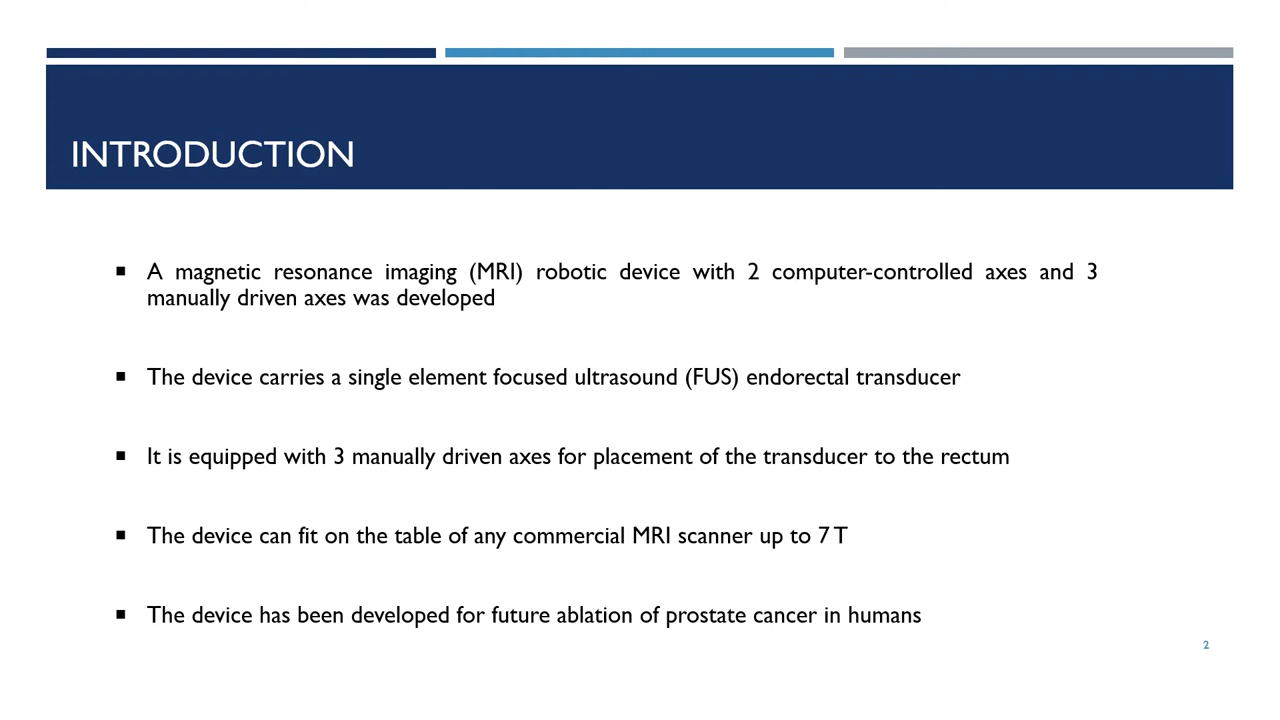 INTRODUCTION
▪ A magnetic resonance imaging (MRI) robotic device with 2 computer-controlled axes and 3
manually driven axes was developed
▪ The device carries a single element focused ultrasound (FUS) endorectal transducer
▪ It is equipped with 3 manually driven axes for placement of the transducer to the rectum
▪ The device can fit on the table of any commercial MRI scanner up to 7 T
▪ The device has been developed for future ablation of prostate cancer in humans
2